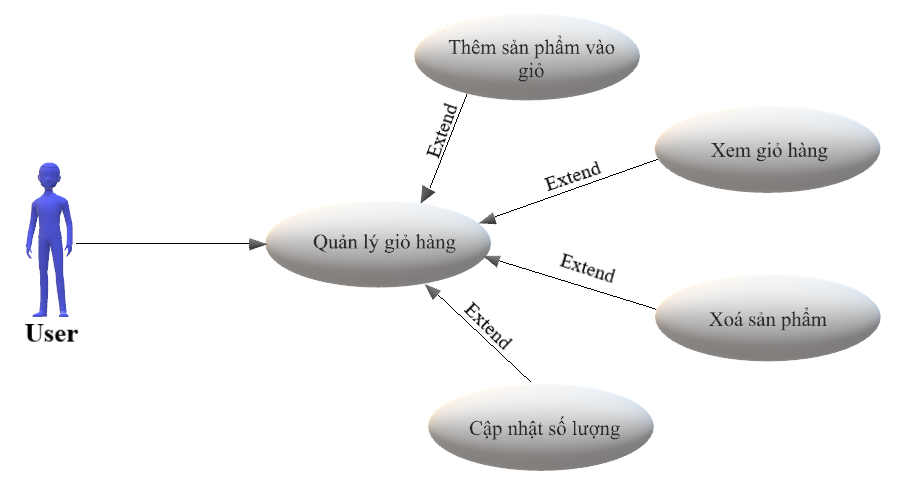 Thêm sản phẩm vào
giỏ
Extend
Xem giỏ hàng
Extend
Quản lý giỏ hàng
Extend
Xoá sản phẩm
User
Extend
Cập nhật số lượng